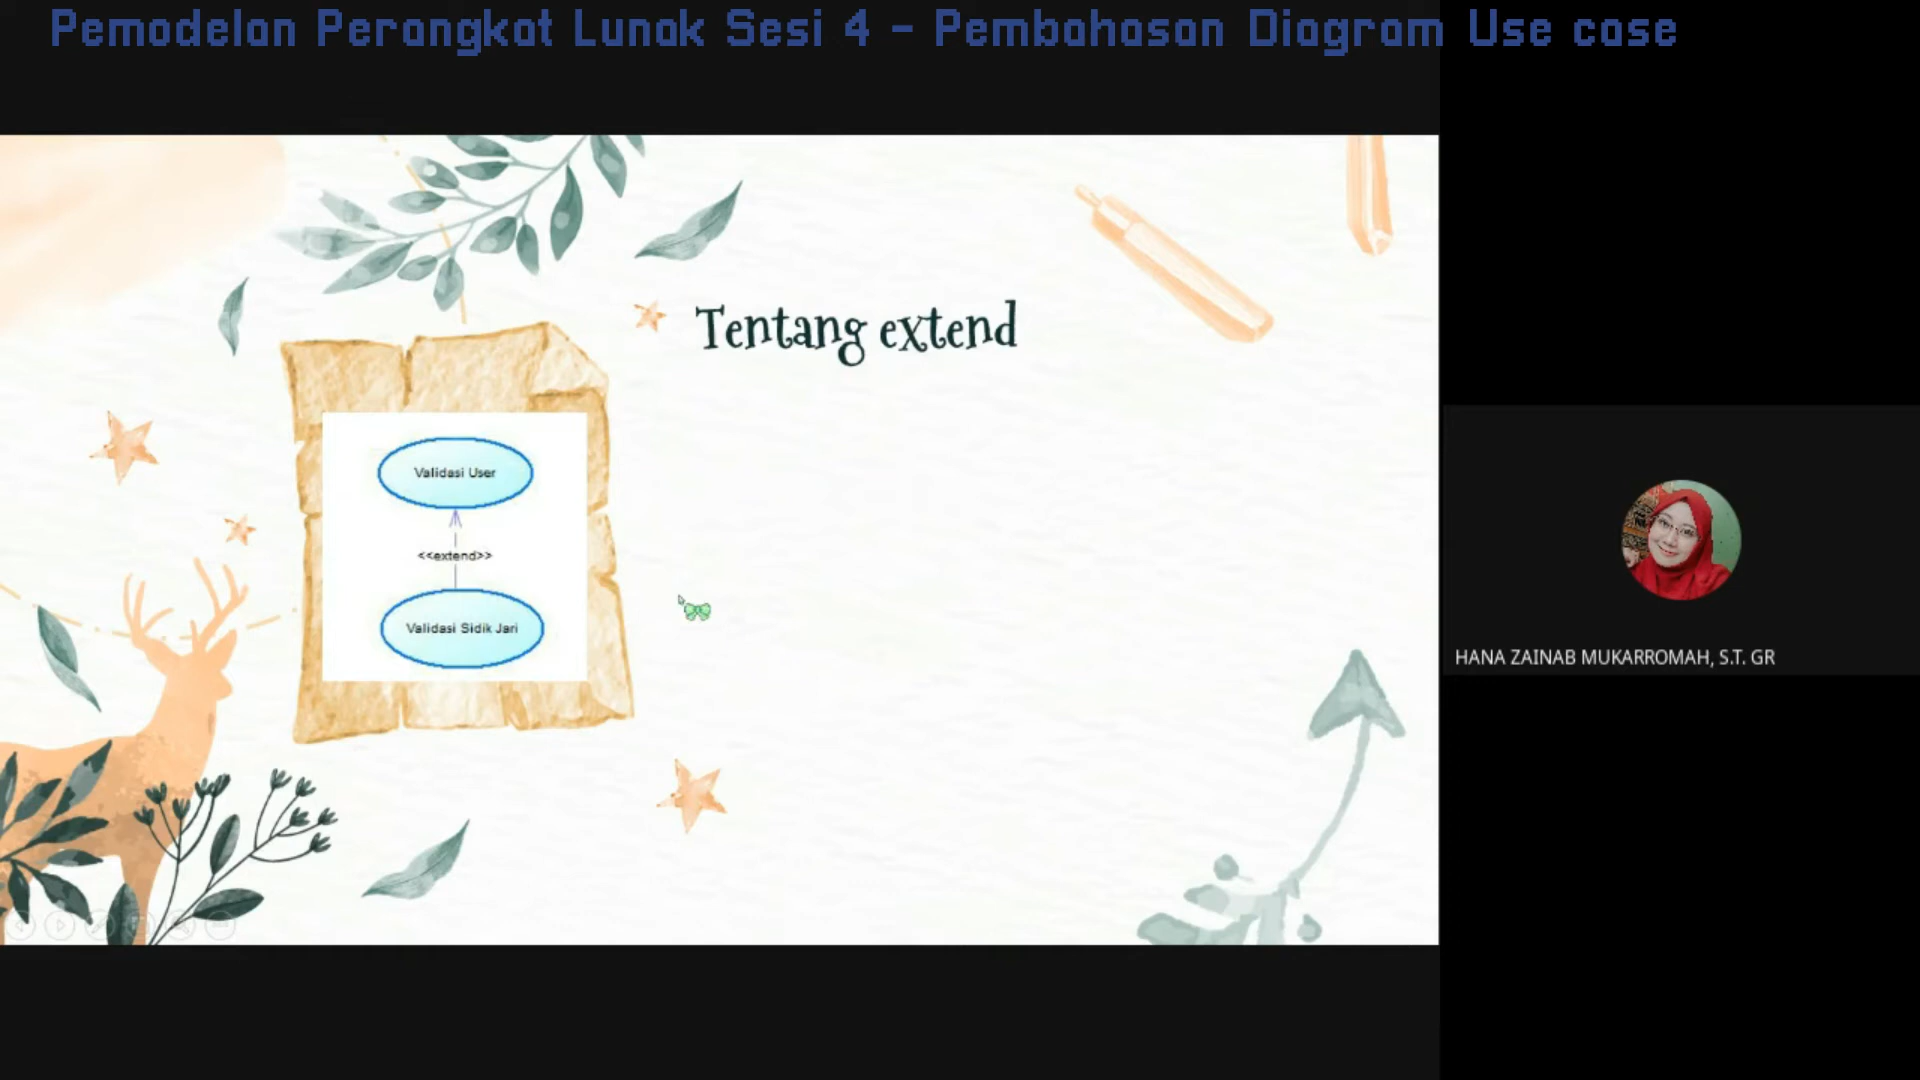 Pemodelan Perangkat Lunak Sesi 4 - Pembahasan Diagram Use case
Tentang extend
Validasi User
<<extend>>
Validasi Sidik Jari
HANA ZAINAB MUKARROMAH, S.T. GR